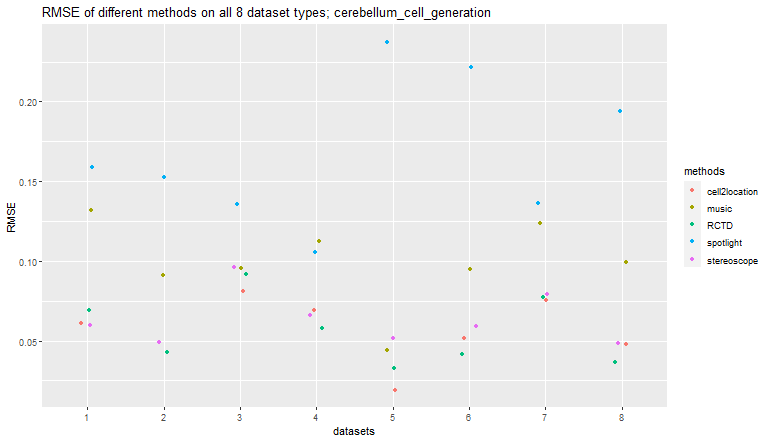 RMSE of different methods on all 8 dataset types; cerebellum_cell_generation
RMSE
0.20
0.15
0.10
0.05
1 2 3 4 5 6 7 8
datasets
methods
cell2location
music
RCTD
spotlight
stereoscope